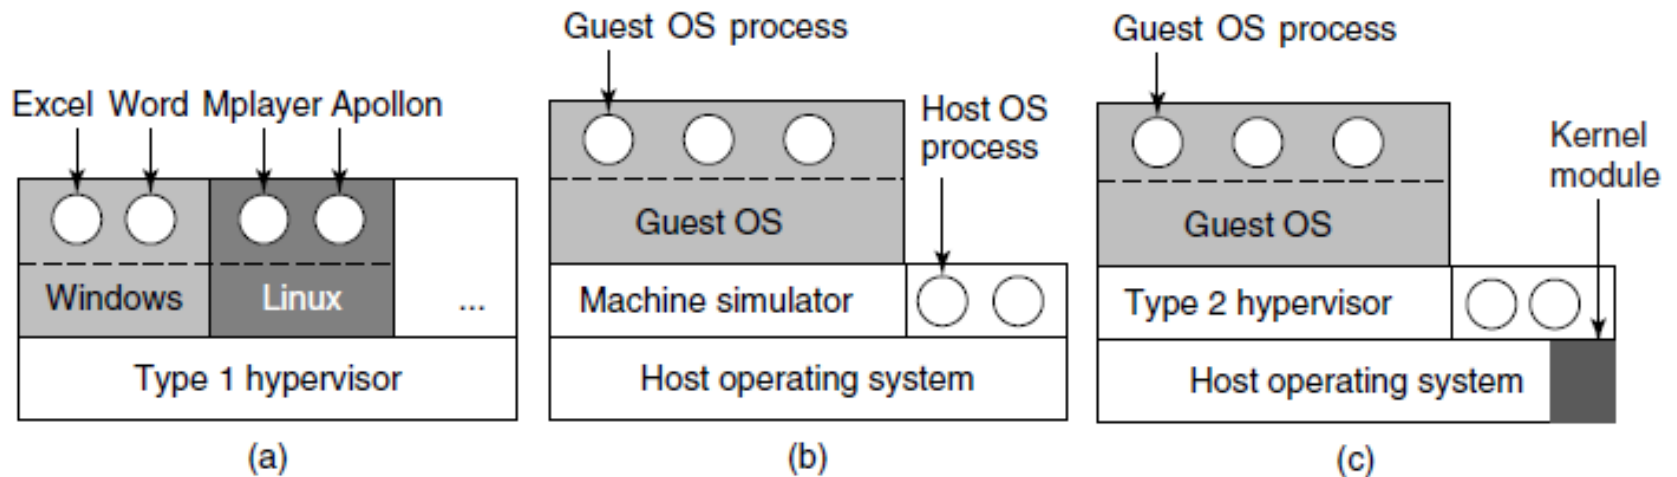 Excel Word Mplayer Apollon
Windows
Linux
...
Type 1 hypervisor
(a)
Guest OS process
Host OS
process
Guest OS
Machine simulator
Host operating system
(b)
Guest OS process
Kernel
module
Guest OS
Type 2 hypervisor
Host operating system
(c)